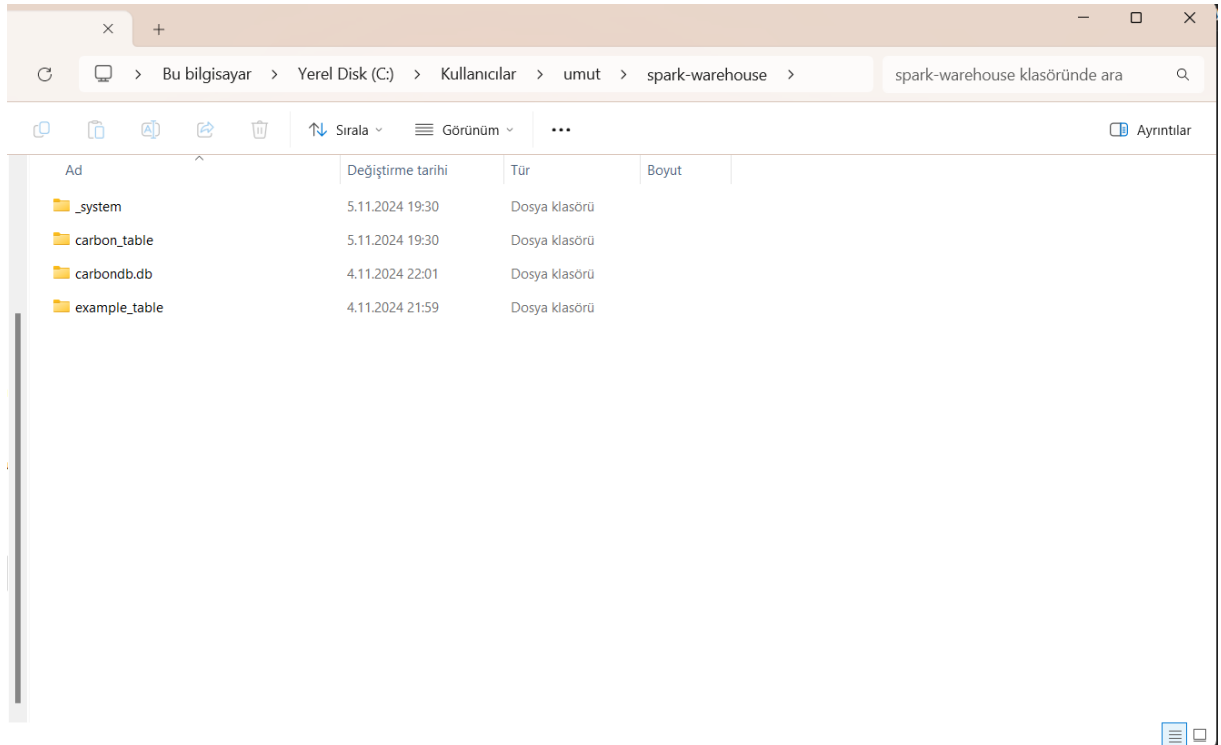 Bu bilgisayar > Yerel Disk (C:) > Kullanıcılar > umut > spark-warehouse > spark-warehouse klasöründe ara
Sırala Görünüm Ayrıntılar
Ad Değiştirme tarihi Tür Boyut
_system 5.11.2024 19:30 Dosya klasörü
carbon_table 5.11.2024 19:30 Dosya klasörü
carbondb.db 4.11.2024 22:01 Dosya klasörü
example_table 4.11.2024 21:59 Dosya klasörü